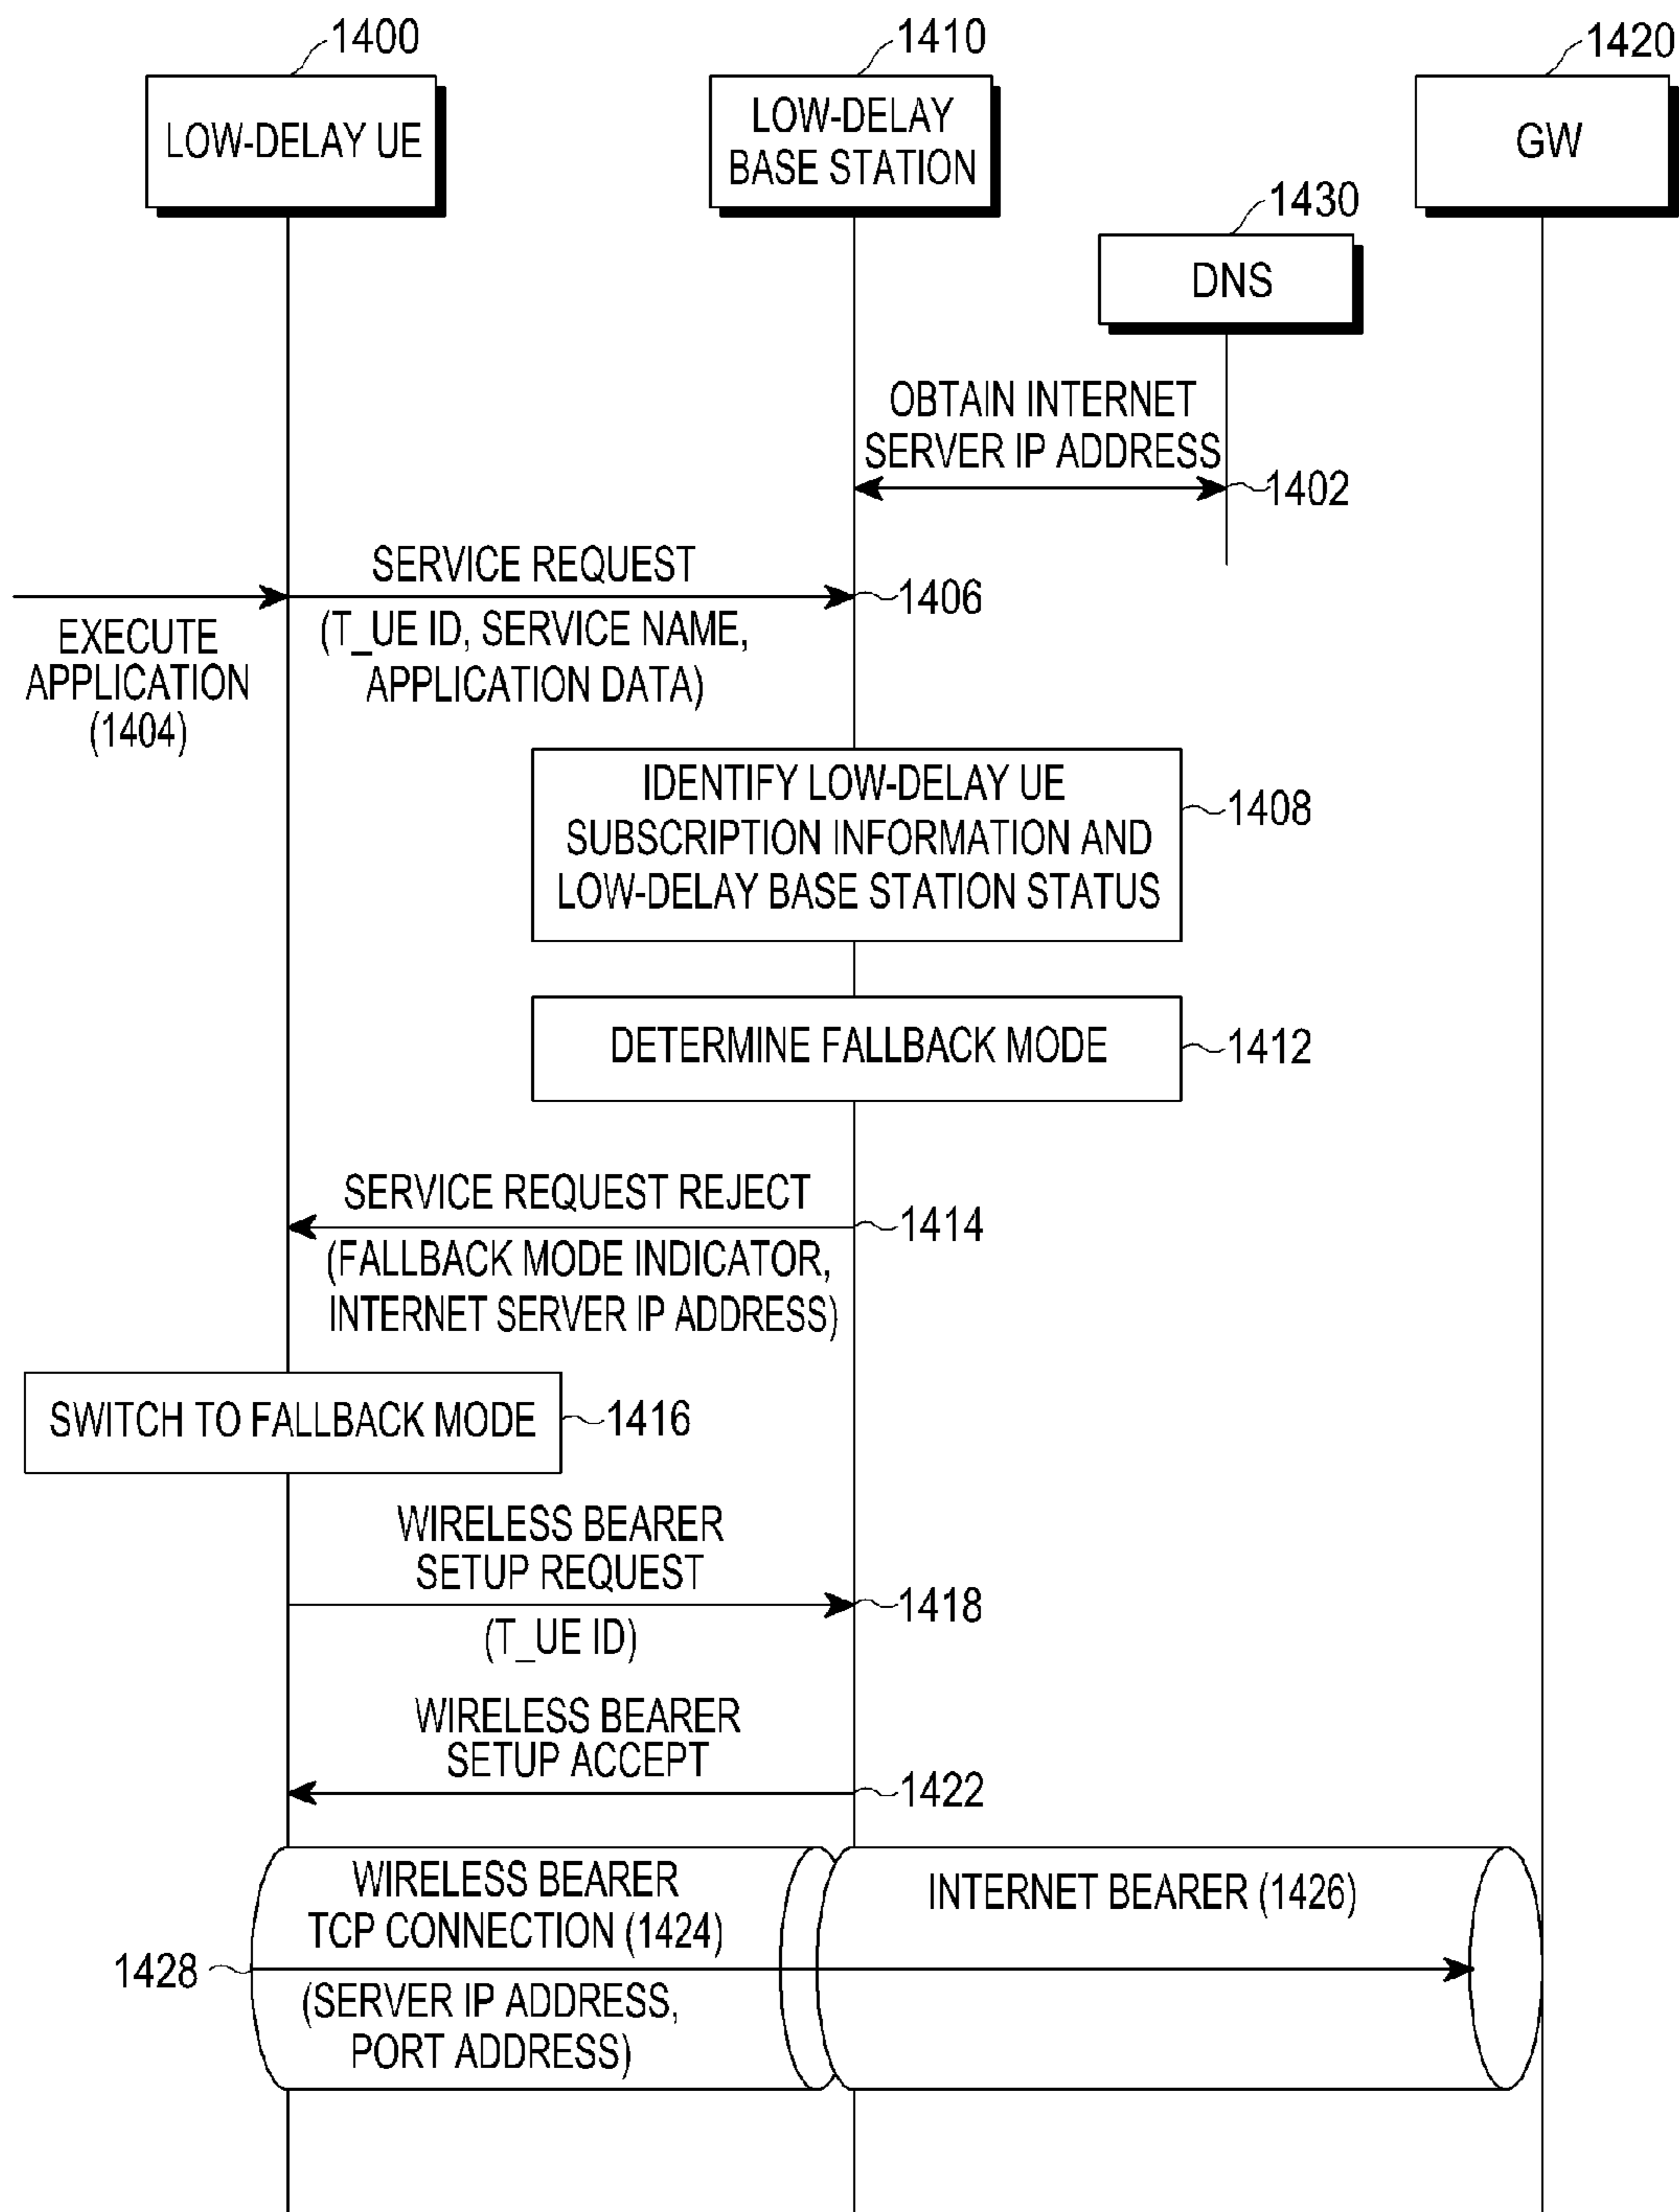 1400
1410
1420
LOW-DELAY UE
LOW-DELAY
BASE STATION
GW
1430
DNS
OBTAIN INTERNET
SERVER IP ADDRESS
1402
SERVICE REQUEST
1406
(T_UE ID, SERVICE NAME,
APPLICATION DATA)
EXECUTE
APPLICATION
(1404)
IDENTIFY LOW-DELAY UE
SUBSCRIPTION INFORMATION AND
LOW-DELAY BASE STATION STATUS
1408
DETERMINE FALLBACK MODE
1412
SERVICE REQUEST REJECT
1414
(FALLBACK MODE INDICATOR,
INTERNET SERVER IP ADDRESS)
SWITCH TO FALLBACK MODE
1416
WIRELESS BEARER
SETUP REQUEST
1418
(T_UE ID)
WIRELESS BEARER
SETUP ACCEPT
1422
WIRELESS BEARER
TCP CONNECTION (1424)
INTERNET BEARER (1426)
1428
(SERVER IP ADDRESS,
PORT ADDRESS)